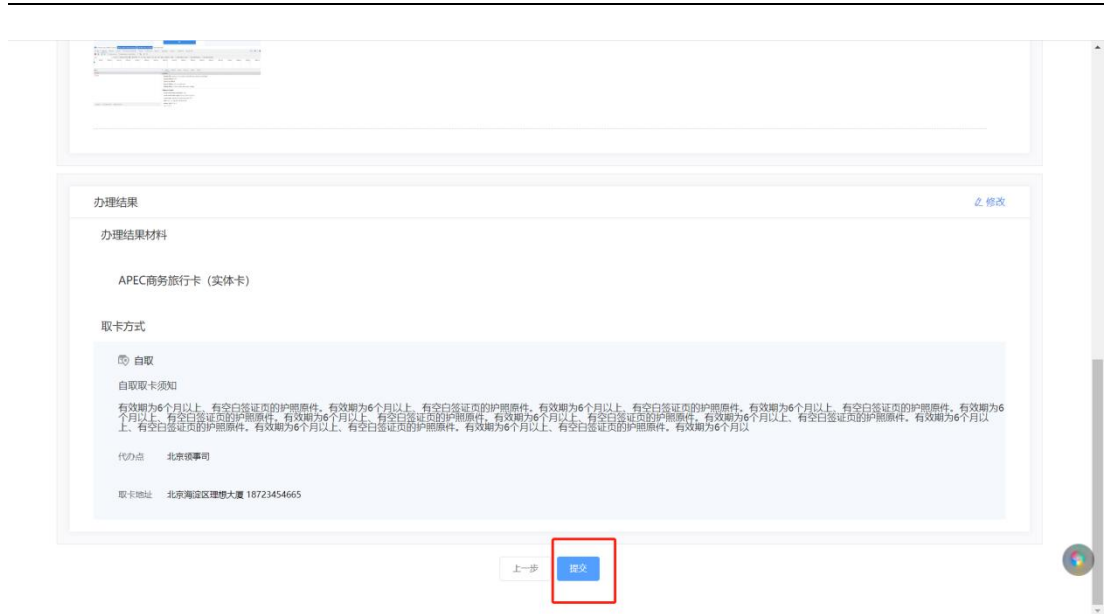 办理结果
修改
办理结果材料
APEC商务旅行卡（实体卡）
取卡方式
自取
自取取卡须知
有效期为6个月以上、有空白签证页的护照原件。有效期为6个月以上、有空白签证页的护照原件。有效期为6个月以上、有空白签证页的护照原件。有效期为6个月以上、有空白签证页的护照原件。有效期为6
个月以上、有空白签证页的护照原件。有效期为6个月以上、有空白签证页的护照原件。有效期为6个月以上、有空白签证页的护照原件。有效期为6个月以上、有空白签证页的护照原件。有效期为6个月以
上、有空白签证页的护照原件。有效期为6个月以上、有空白签证页的护照原件。有效期为6个月以上、有空白签证页的护照原件。有效期为6个月以
代办点 北京领事司
取卡地址 北京海淀区理想大厦 18723454665
上一步 提交